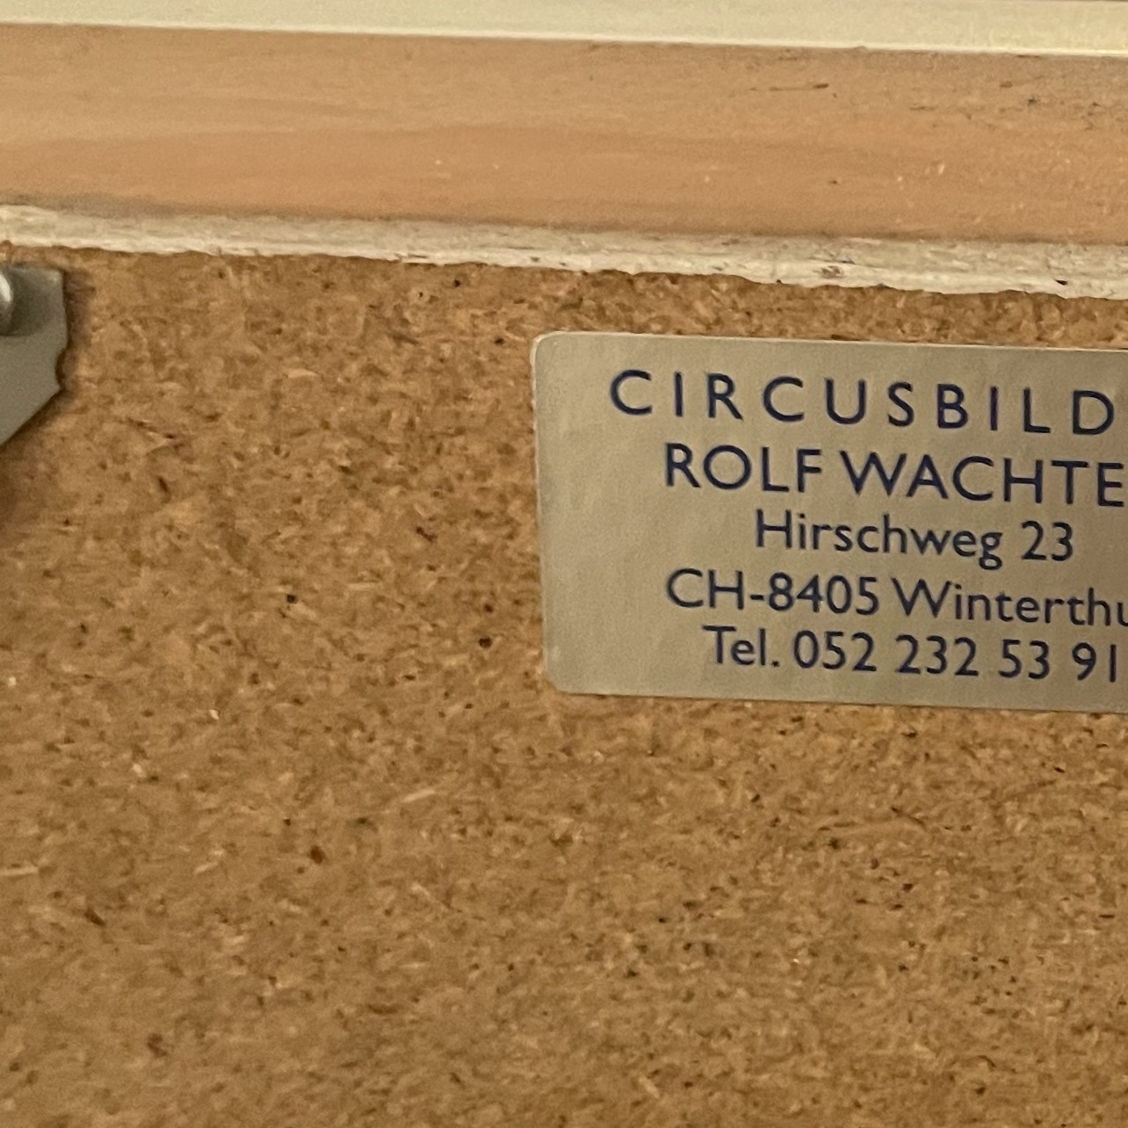 CIRCUSBILD
ROLF WACHTE
Hirschweg 23
CH-8405 Winterthu
Tel. 052 232 53 91